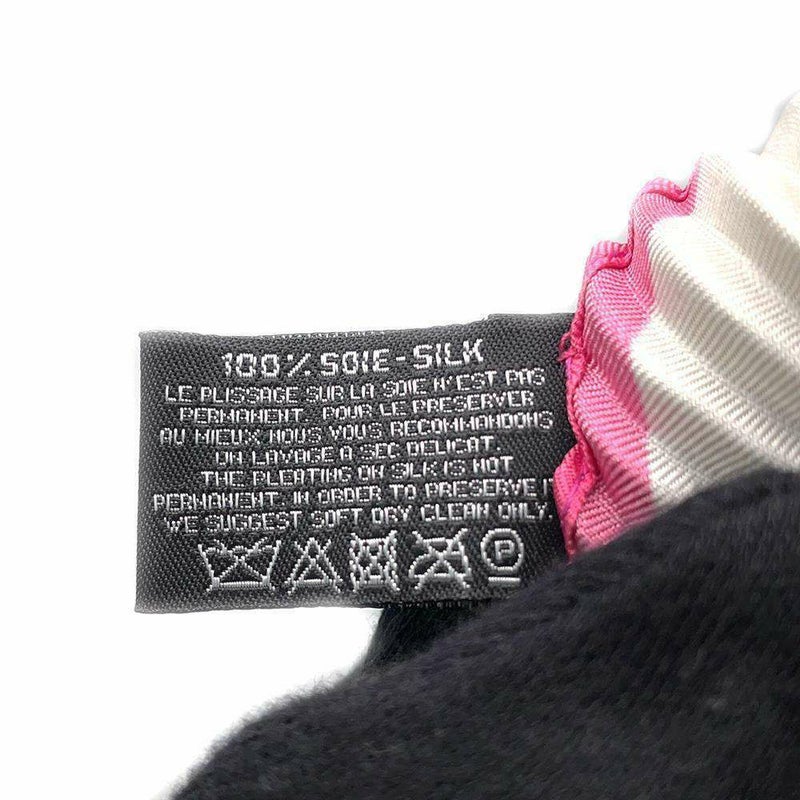 100% SOIE-SILK
LE PLISSAGE SUR LA SOIE N'EST PAS
PERMANENT. POUR LE PRESERVER
AU MIEUX NOUS VOUS RECOMMANDONS
UN LAVAGE A SEC DELICAT.
THE PLEATING ON SILK IS NOT
PERMANENT. IN ORDER TO PRESERVE IT
WE SUGGEST SOFT DRY CLEAN ONLY.
P